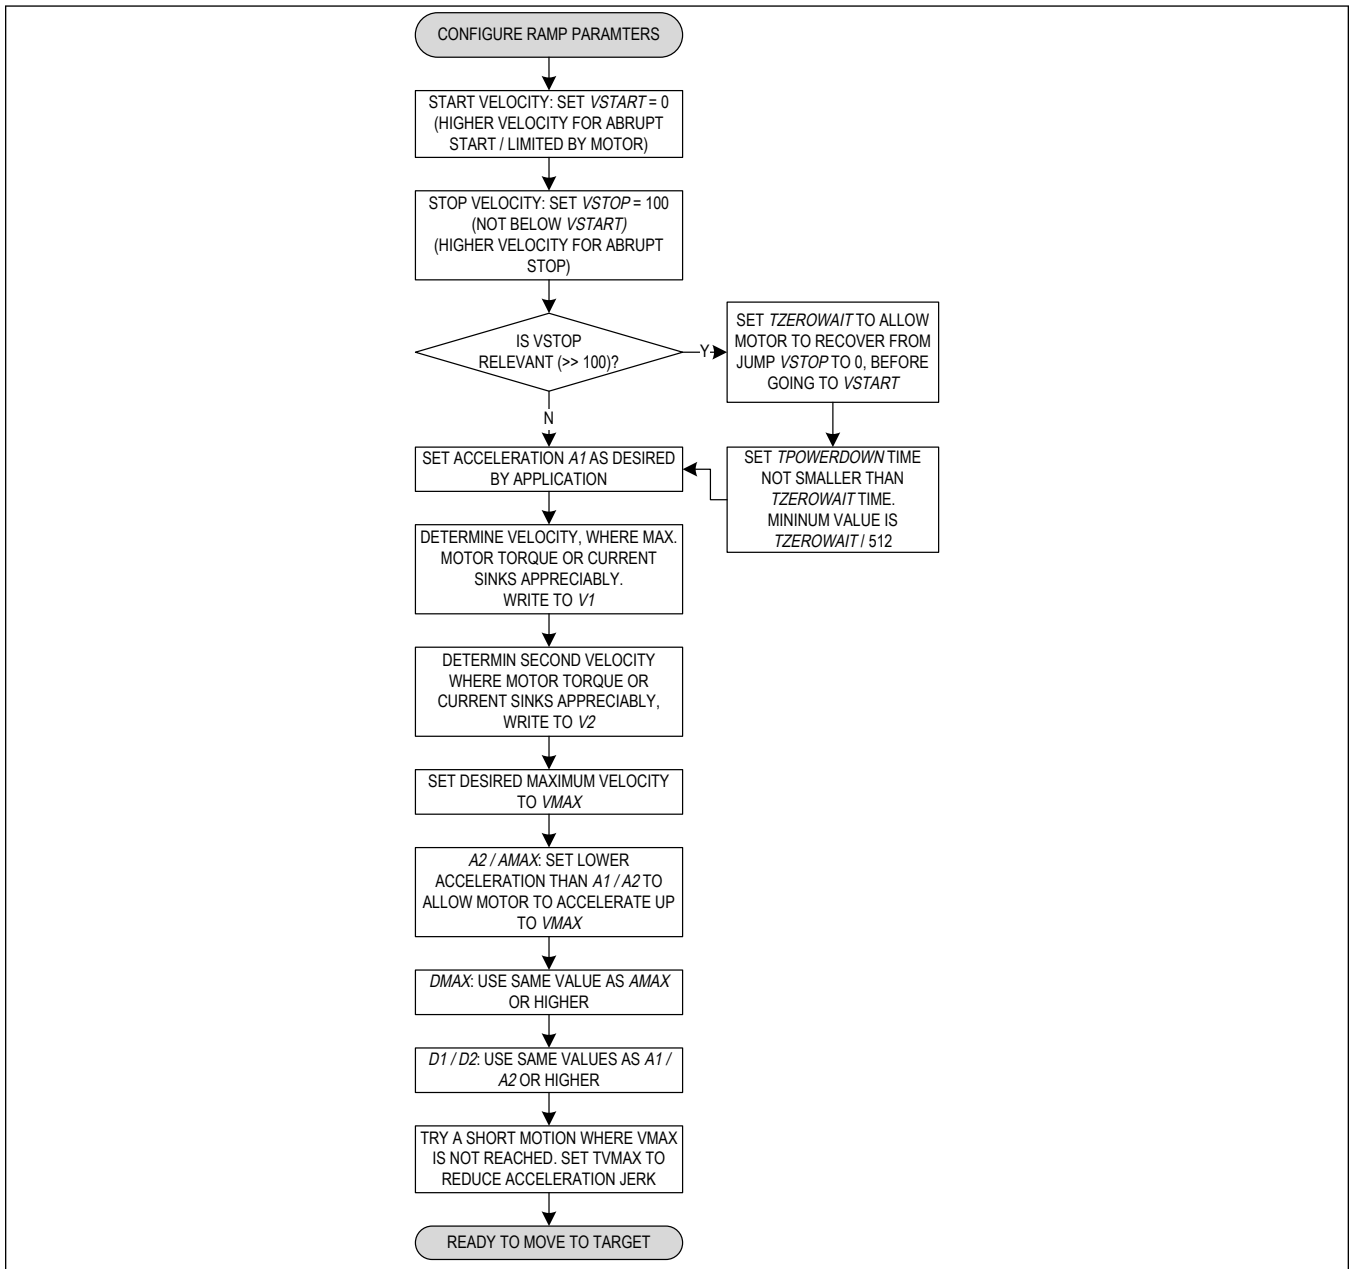 CONFIGURE RAMP PARAMTERS
START VELOCITY: SET VSTART = 0
(HIGHER VELOCITY FOR ABRUPT
START / LIMITED BY MOTOR)
STOP VELOCITY: SET VSTOP = 100
(NOT BELOW VSTART)
(HIGHER VELOCITY FOR ABRUPT
STOP)
IS VSTOP
RELEVANT (>> 100)?
Y
SET TZEROWAIT TO ALLOW
MOTOR TO RECOVER FROM
JUMP VSTOP TO 0, BEFORE
GOING TO VSTART
N
SET TPOWERDOWN TIME
NOT SMALLER THAN
TZEROWAIT TIME.
MININUM VALUE IS
TZEROWAIT / 512
SET ACCELERATION A1 AS DESIRED
BY APPLICATION
DETERMINE VELOCITY, WHERE MAX.
MOTOR TORQUE OR CURRENT
SINKS APPRECIABLY.
WRITE TO V1
DETERMIN SECOND VELOCITY
WHERE MOTOR TORQUE OR
CURRENT SINKS APPRECIABLY,
WRITE TO V2
SET DESIRED MAXIMUM VELOCITY
TO VMAX
A2 / AMAX: SET LOWER
ACCELERATION THAN A1 / A2 TO
ALLOW MOTOR TO ACCELERATE UP
TO VMAX
DMAX: USE SAME VALUE AS AMAX
OR HIGHER
D1 / D2: USE SAME VALUES AS A1 /
A2 OR HIGHER
TRY A SHORT MOTION WHERE VMAX
IS NOT REACHED. SET TVMAX TO
REDUCE ACCELERATION JERK
READY TO MOVE TO TARGET